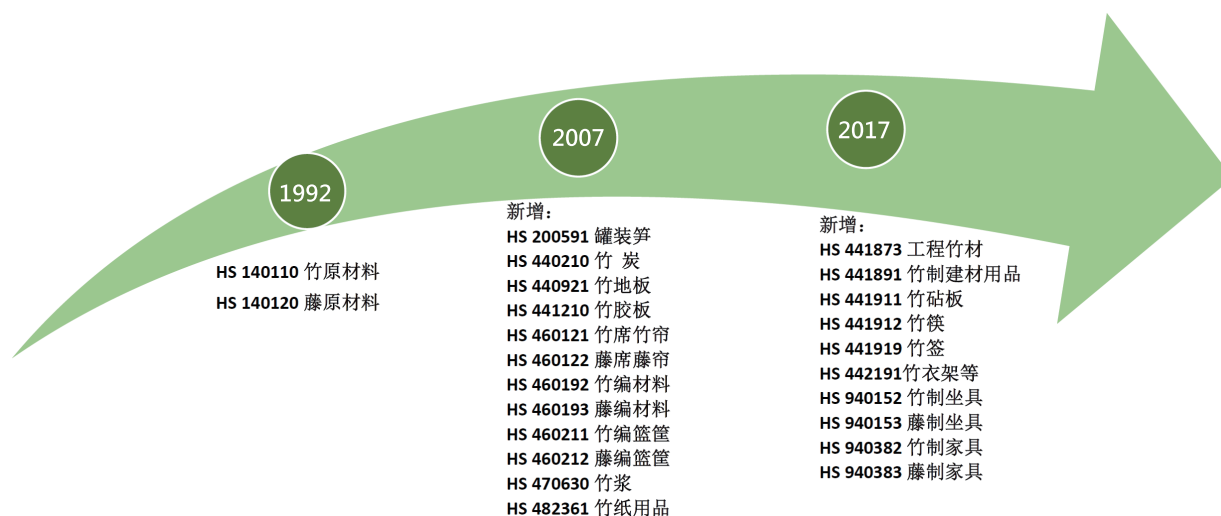 1992
HS 140110 竹原材料
HS 140120 藤原材料
2007
新增：
HS 200591 罐装笋
HS 440210 竹 炭
HS 440921 竹地板
HS 441210 竹胶板
HS 460121 竹席竹帘
HS 460122 藤席藤帘
HS 460192 竹编材料
HS 460193 藤编材料
HS 460211 竹编篮筐
HS 460212 藤编篮筐
HS 470630 竹浆
HS 482361 竹纸用品
2017
新增：
HS 441873 工程竹材
HS 441891 竹制建材用品
HS 441911 竹砧板
HS 441912 竹筷
HS 441919 竹签
HS 442191竹衣架等
HS 940152 竹制坐具
HS 940153 藤制坐具
HS 940382 竹制家具
HS 940383 藤制家具